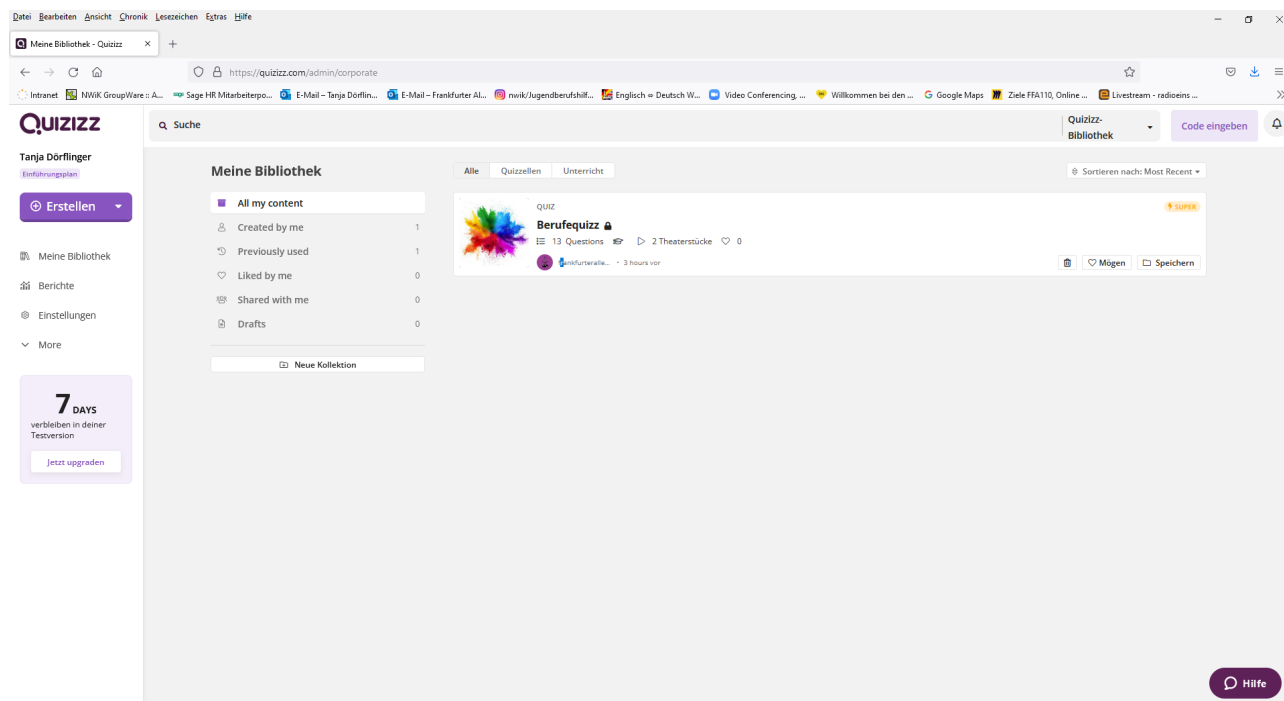 Datei Bearbeiten Ansicht Chronik Lesezeichen Extras Hilfe
Meine Bibliothek - Quizizz
https://quizizz.com/admin/corporate
Intranet NWiK GroupWare :: A... Sage HR Mitarbeiterpo... E-Mail – Tanja Dörflin... E-Mail – Frankfurter Al... nwik/Jugendberufshilf... Englisch ⇔ Deutsch W... Video Conferencing, ... Willkommen bei den ... Google Maps Ziele FFA110, Online ... Livestream - radioeins ...
QUIZIZZ
Suche
Quizizz-
Bibliothek
Code eingeben
Tanja Dörflinger
Einführungsplan
Erstellen
Meine Bibliothek
Berichte
Einstellungen
More
7 DAYS
verbleiben in deiner
Testversion
Jetzt upgraden
Meine Bibliothek
All my content
Created by me 1
Previously used 1
Liked by me 0
Shared with me 0
Drafts 0
Neue Kollektion
Alle Quizzellen Unterricht
Sortieren nach: Most Recent
QUIZ
SUPER
Berufequizz
13 Questions 2 Theaterstücke 0
frankfurteralle... • 3 hours vor
Mögen Speichern
Hilfe